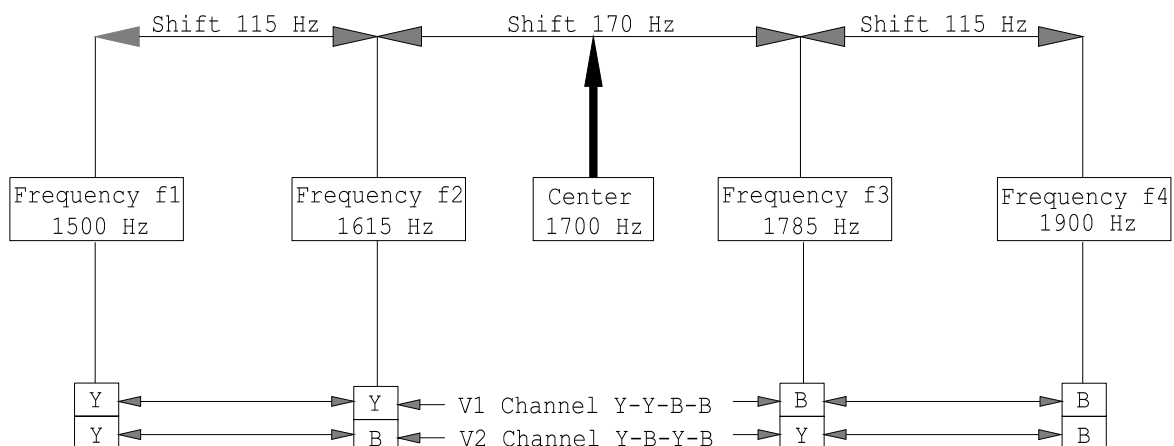 Shift 115 Hz Shift 170 Hz Shift 115 Hz
Frequency f1 Frequency f2 Center Frequency f3 Frequency f4
1500 Hz 1615 Hz 1700 Hz 1785 Hz 1900 Hz
Y Y V1 Channel Y-Y-B-B B B
Y B V2 Channel Y-B-Y-B Y B